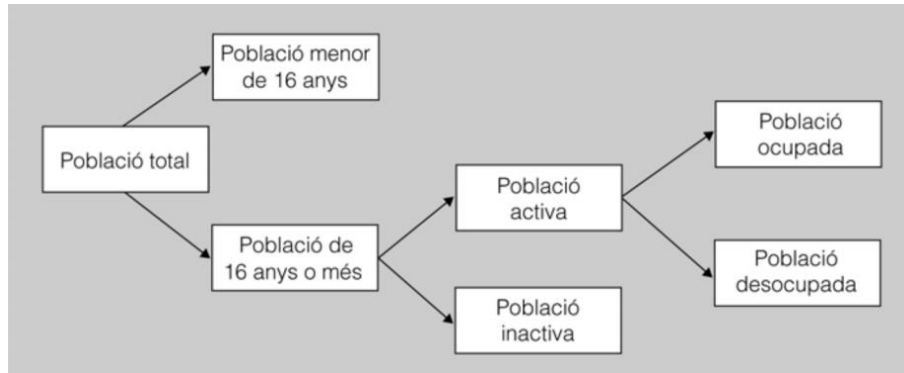 Població menor
de 16 anys
Població total
Població de
16 anys o més
Població
activa
Població
inactiva
Població
ocupada
Població
desocupada